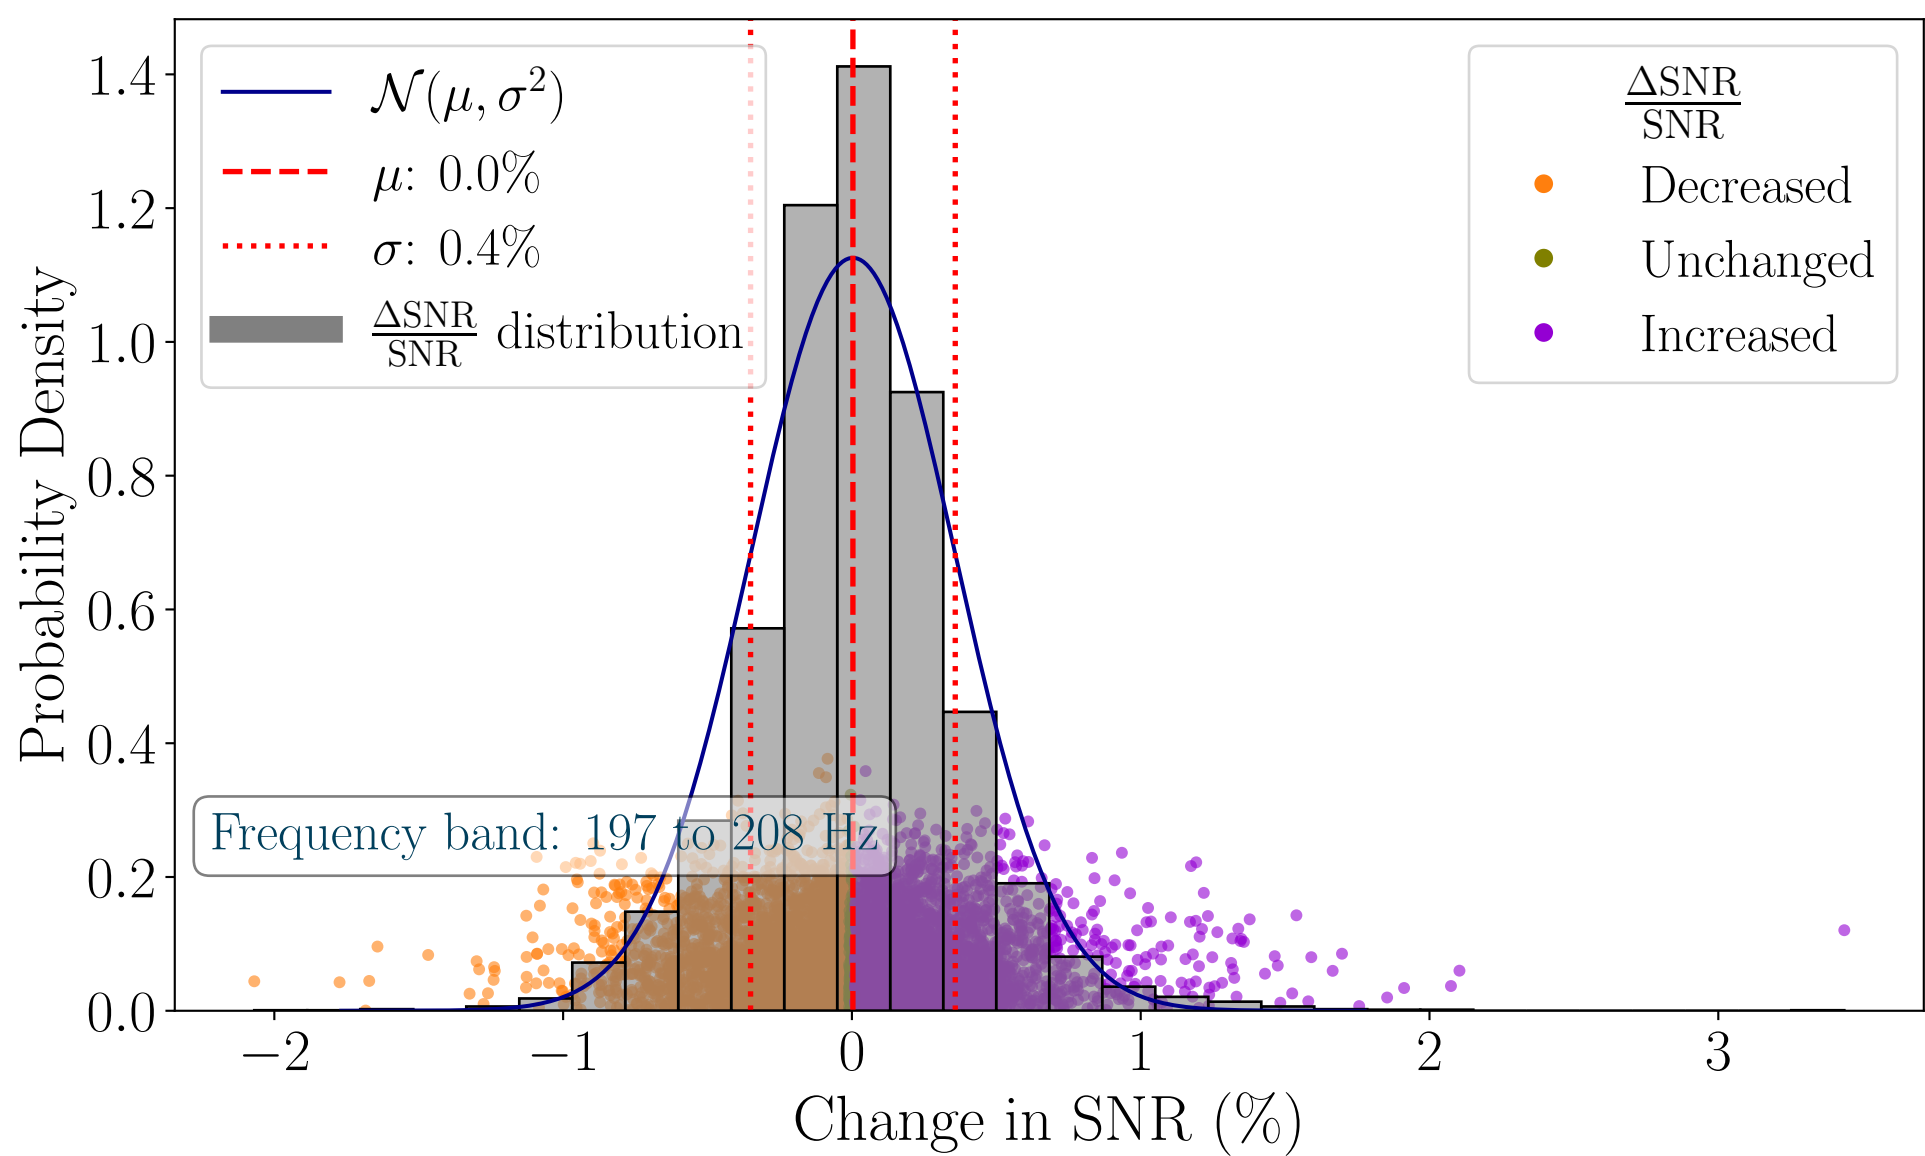 𝒩(μ, σ²)
μ: 0.0%
σ: 0.4%
ΔSNR/SNR distribution
ΔSNR/SNR
Decreased
Unchanged
Increased
Frequency band: 197 to 208 Hz
Probability Density
1.4
1.2
1.0
0.8
0.6
0.4
0.2
0.0
−2 −1 0 1 2 3
Change in SNR (%)